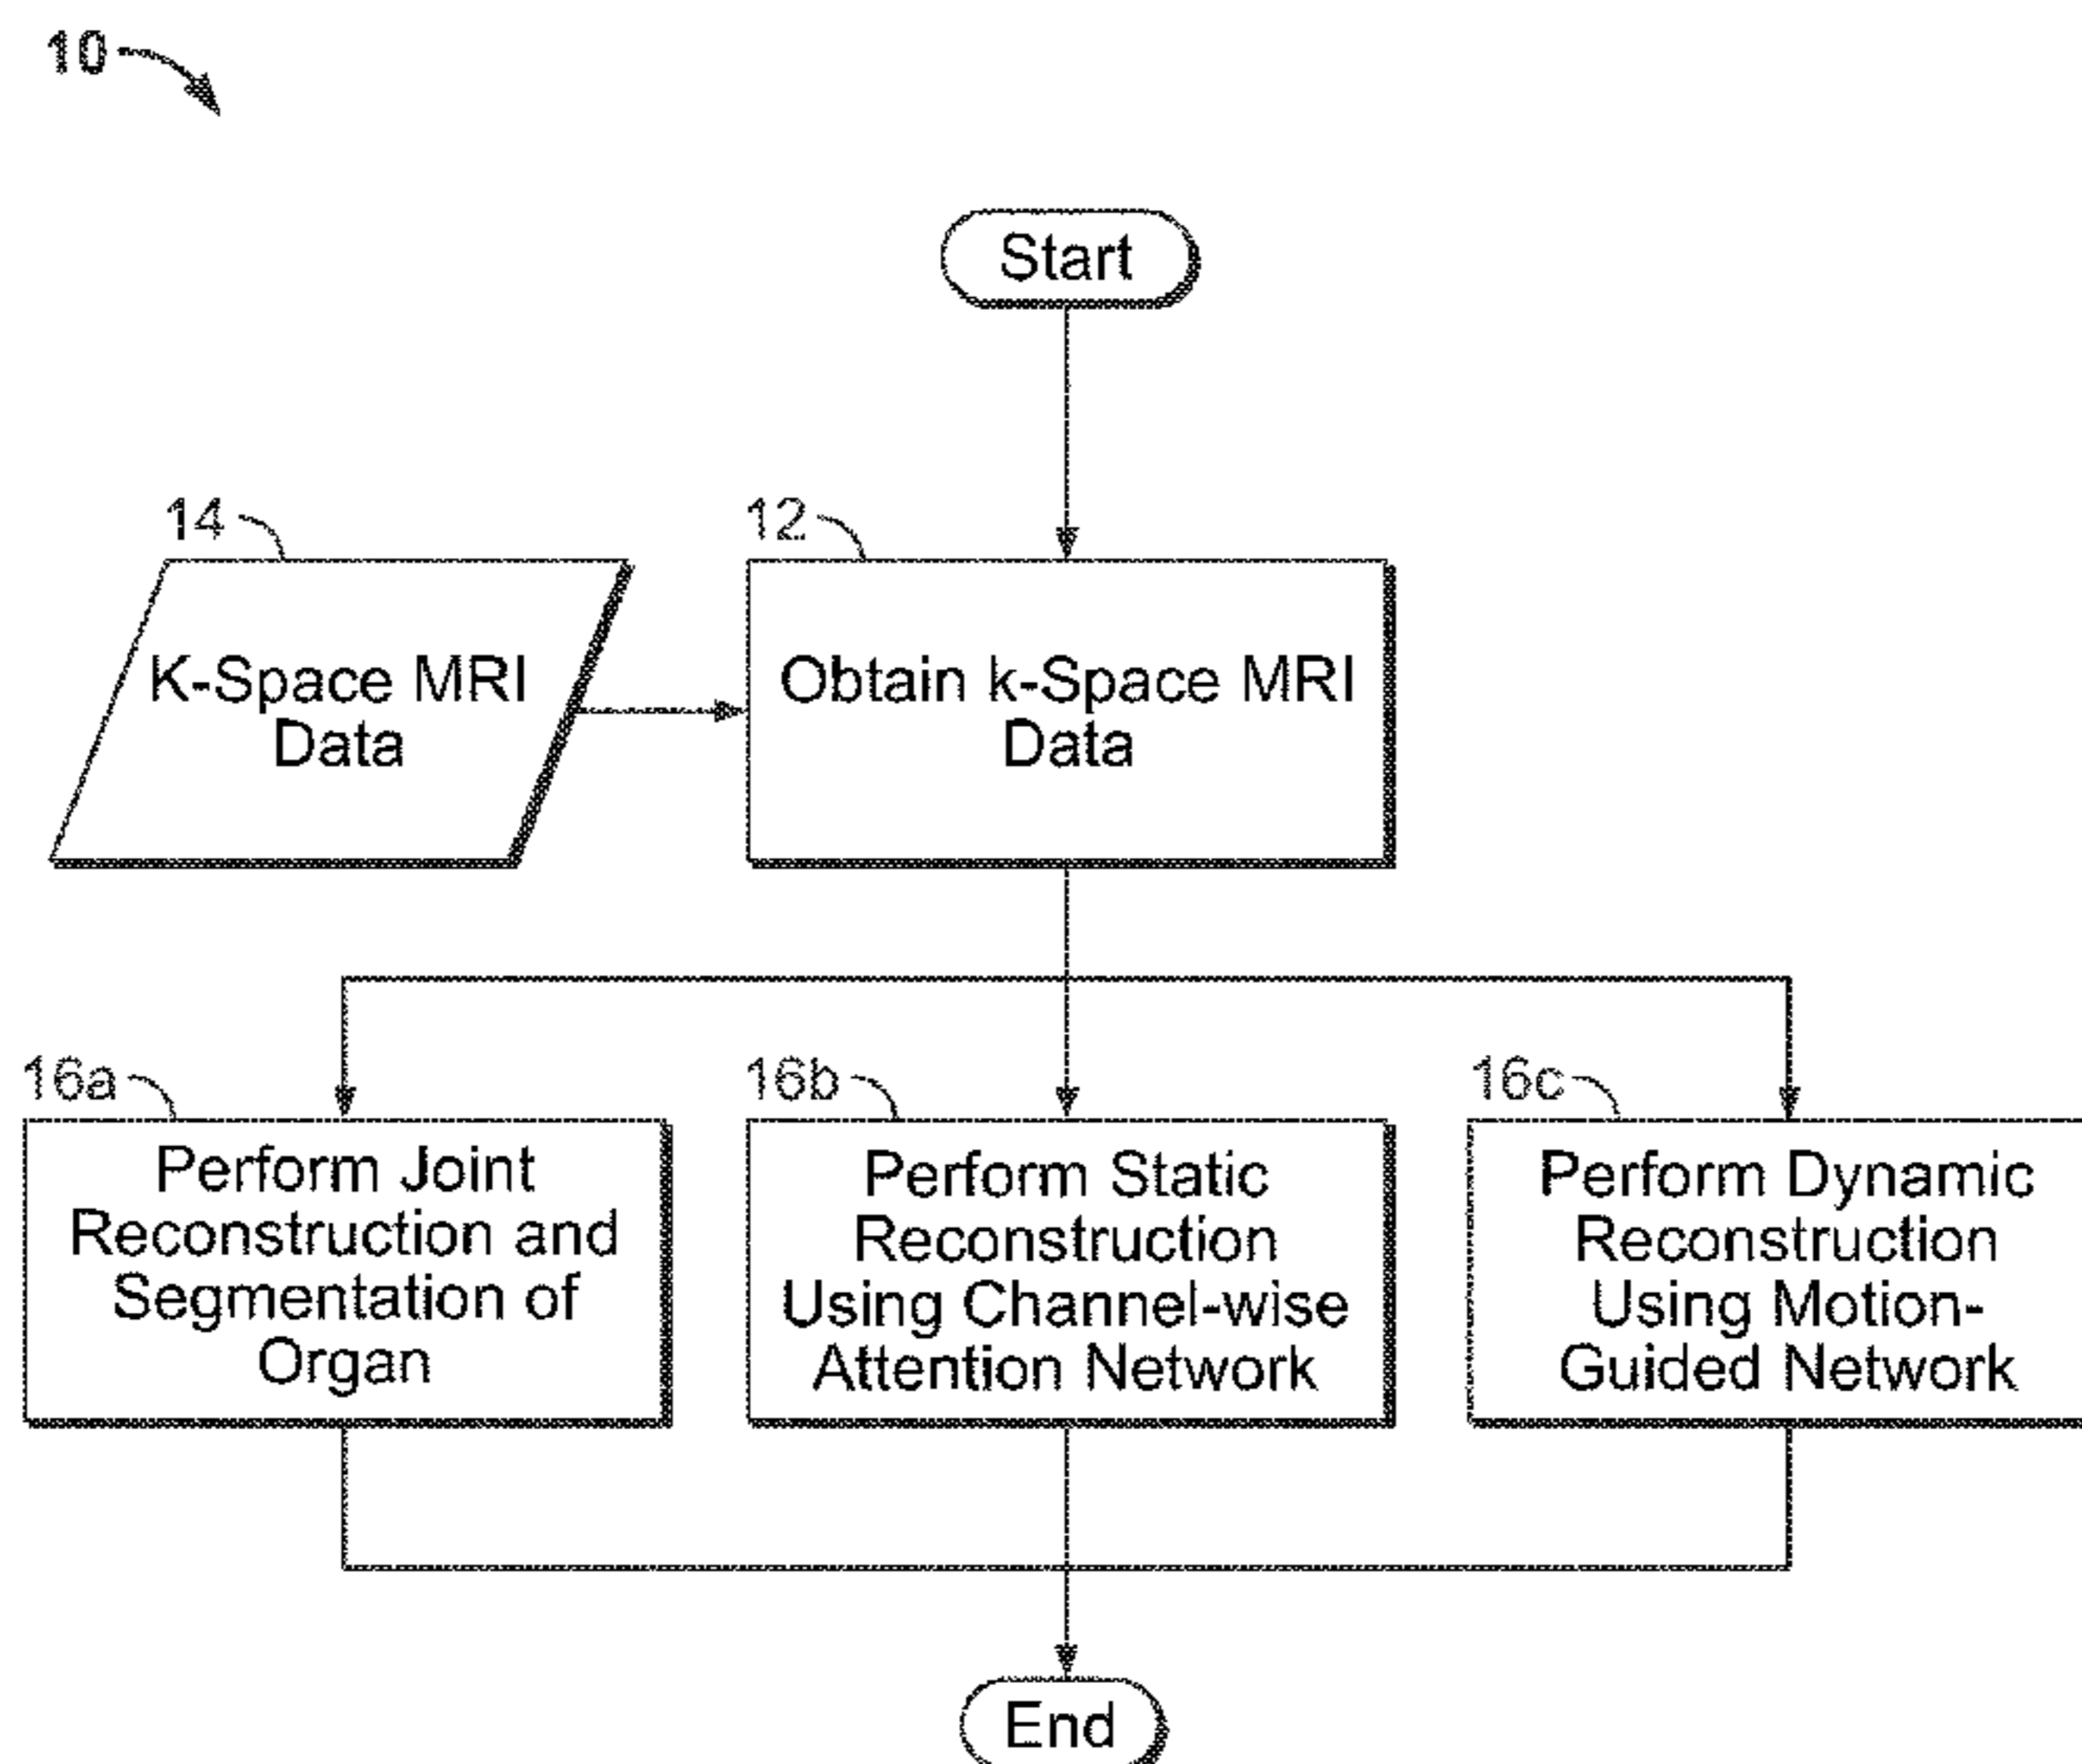 10
Start
14
12
K-Space MRI
Data
Obtain k-Space MRI
Data
16a
16b
16c
Perform Joint
Reconstruction and
Segmentation of
Organ
Perform Static
Reconstruction
Using Channel-wise
Attention Network
Perform Dynamic
Reconstruction
Using Motion-
Guided Network
End